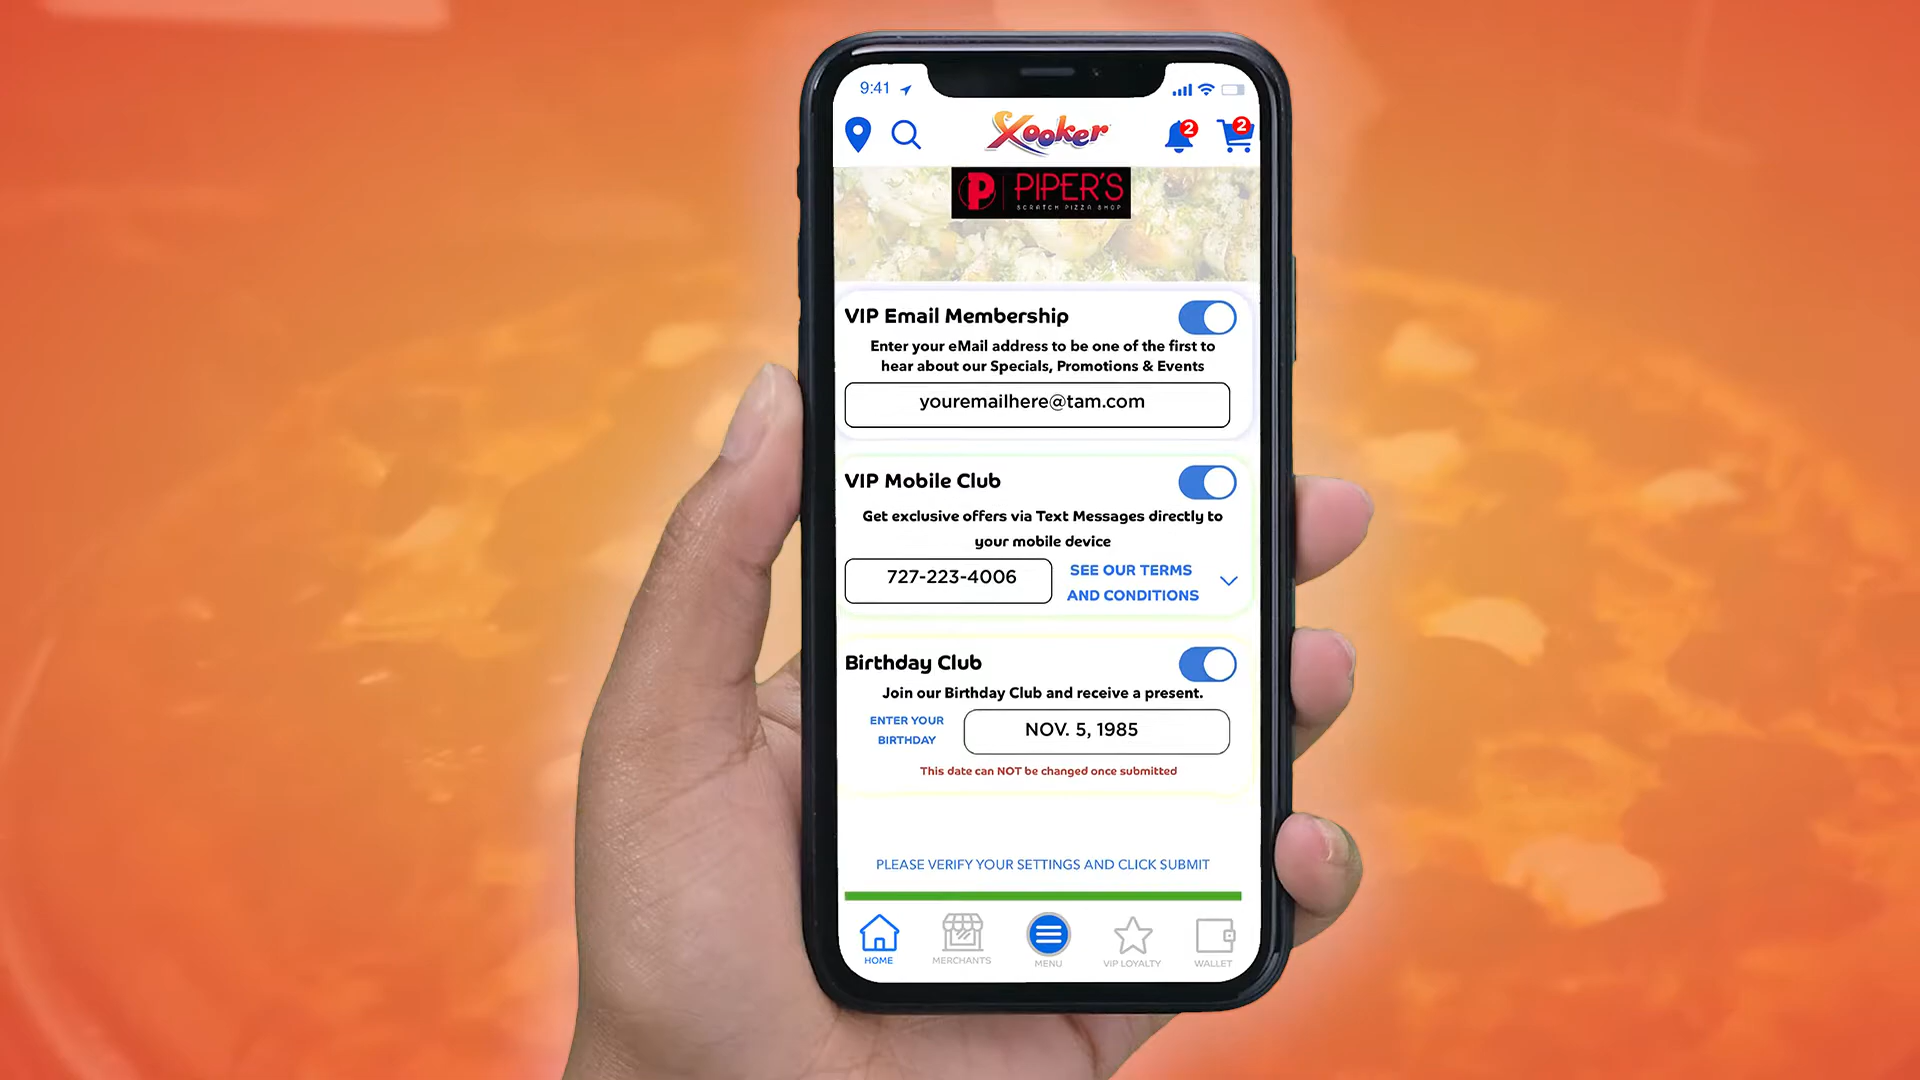 9:41
Xooker
2
2
P PIPER'S
SCRATCH PIZZA SHOP
VIP Email Membership
Enter your eMail address to be one of the first to
hear about our Specials, Promotions & Events
youremailhere@tam.com
VIP Mobile Club
Get exclusive offers via Text Messages directly to
your mobile device
727-223-4006
SEE OUR TERMS
AND CONDITIONS
Birthday Club
Join our Birthday Club and receive a present.
ENTER YOUR
BIRTHDAY
NOV. 5, 1985
This date can NOT be changed once submitted
PLEASE VERIFY YOUR SETTINGS AND CLICK SUBMIT
HOME
MERCHANTS
MENU
VIP LOYALTY
WALLET